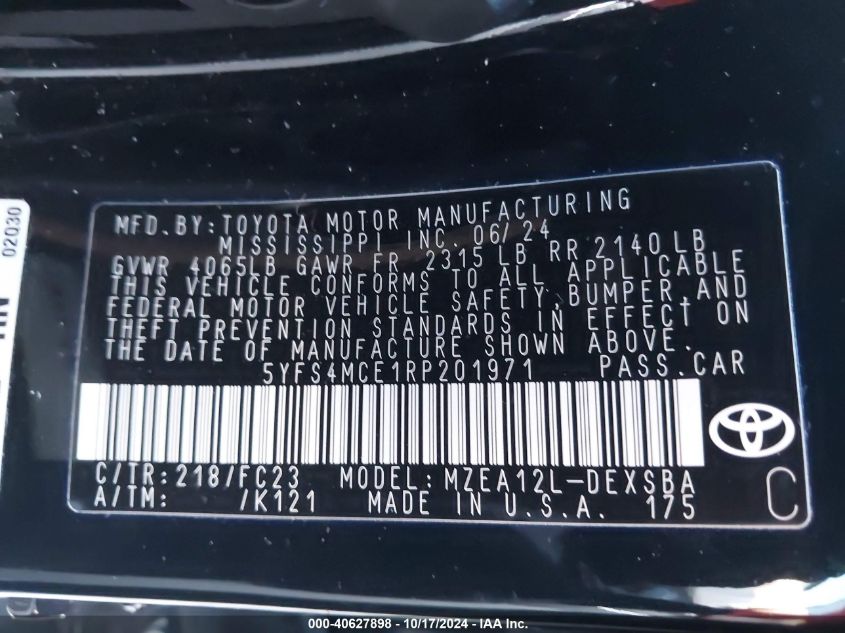 MFD.BY:TOYOTA MOTOR MANUFACTURING
MISSISSIPPI INC. 06/24
GVWR 4065LB GAWR FR 2315 LB RR 2140 LB
THIS VEHICLE CONFORMS TO ALL APPLICABLE
FEDERAL MOTOR VEHICLE SAFETY,BUMPER,AND
THEFT PREVENTION STANDARDS IN EFFECT ON
THE DATE OF MANUFACTURE SHOWN ABOVE.
5YFS4MCE1RP201971 PASS.CAR
C/TR:218/FC23 MODEL:MZEA12L-DEXSBA
A/TM: /K121 MADE IN U.S.A. 175
C
02030
000-40627898 - 10/17/2024 - IAA Inc.